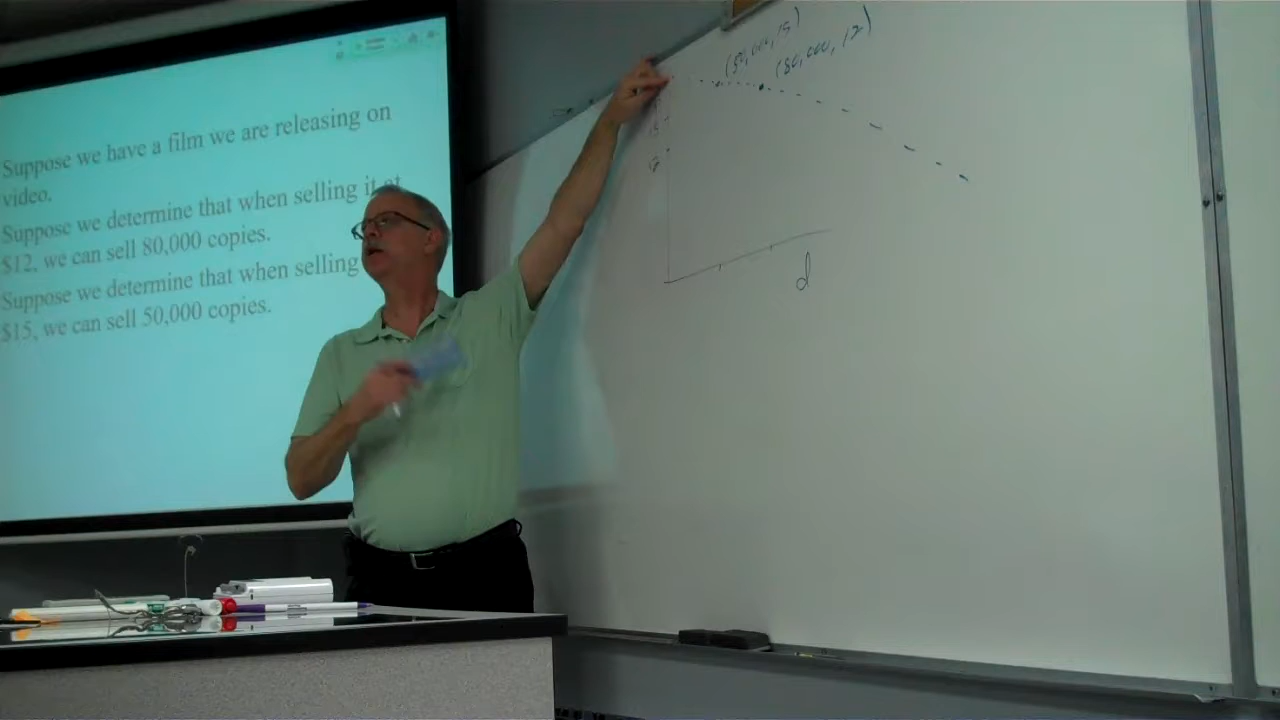 Suppose we have a film we are releasing on
video.
Suppose we determine that when selling it at
$12, we can sell 80,000 copies.
Suppose we determine that when selling
$15, we can sell 50,000 copies.
(50,000, 15)
(80,000, 12)
d